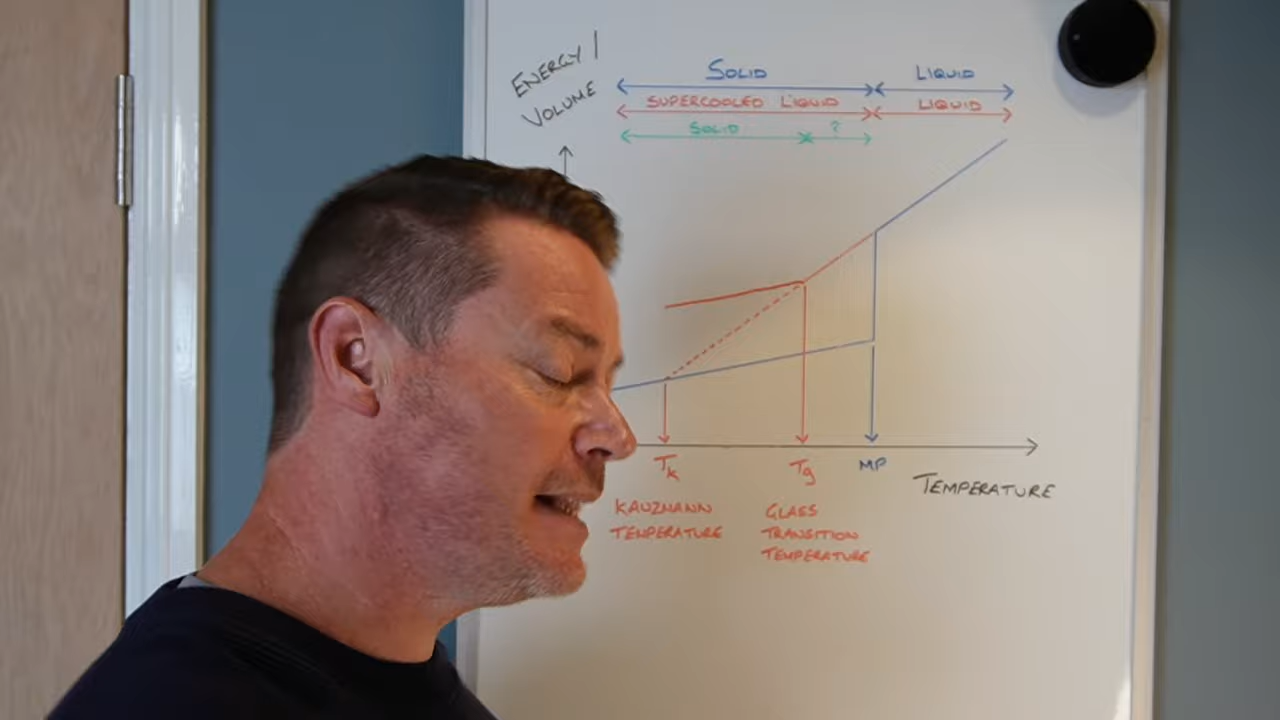 ENERGY /
VOLUME
SOLID LIQUID
SUPERCOOLED LIQUID LIQUID
SOLID ?
Tk Tg MP
TEMPERATURE
KAUZMANN
TEMPERATURE
GLASS
TRANSITION
TEMPERATURE